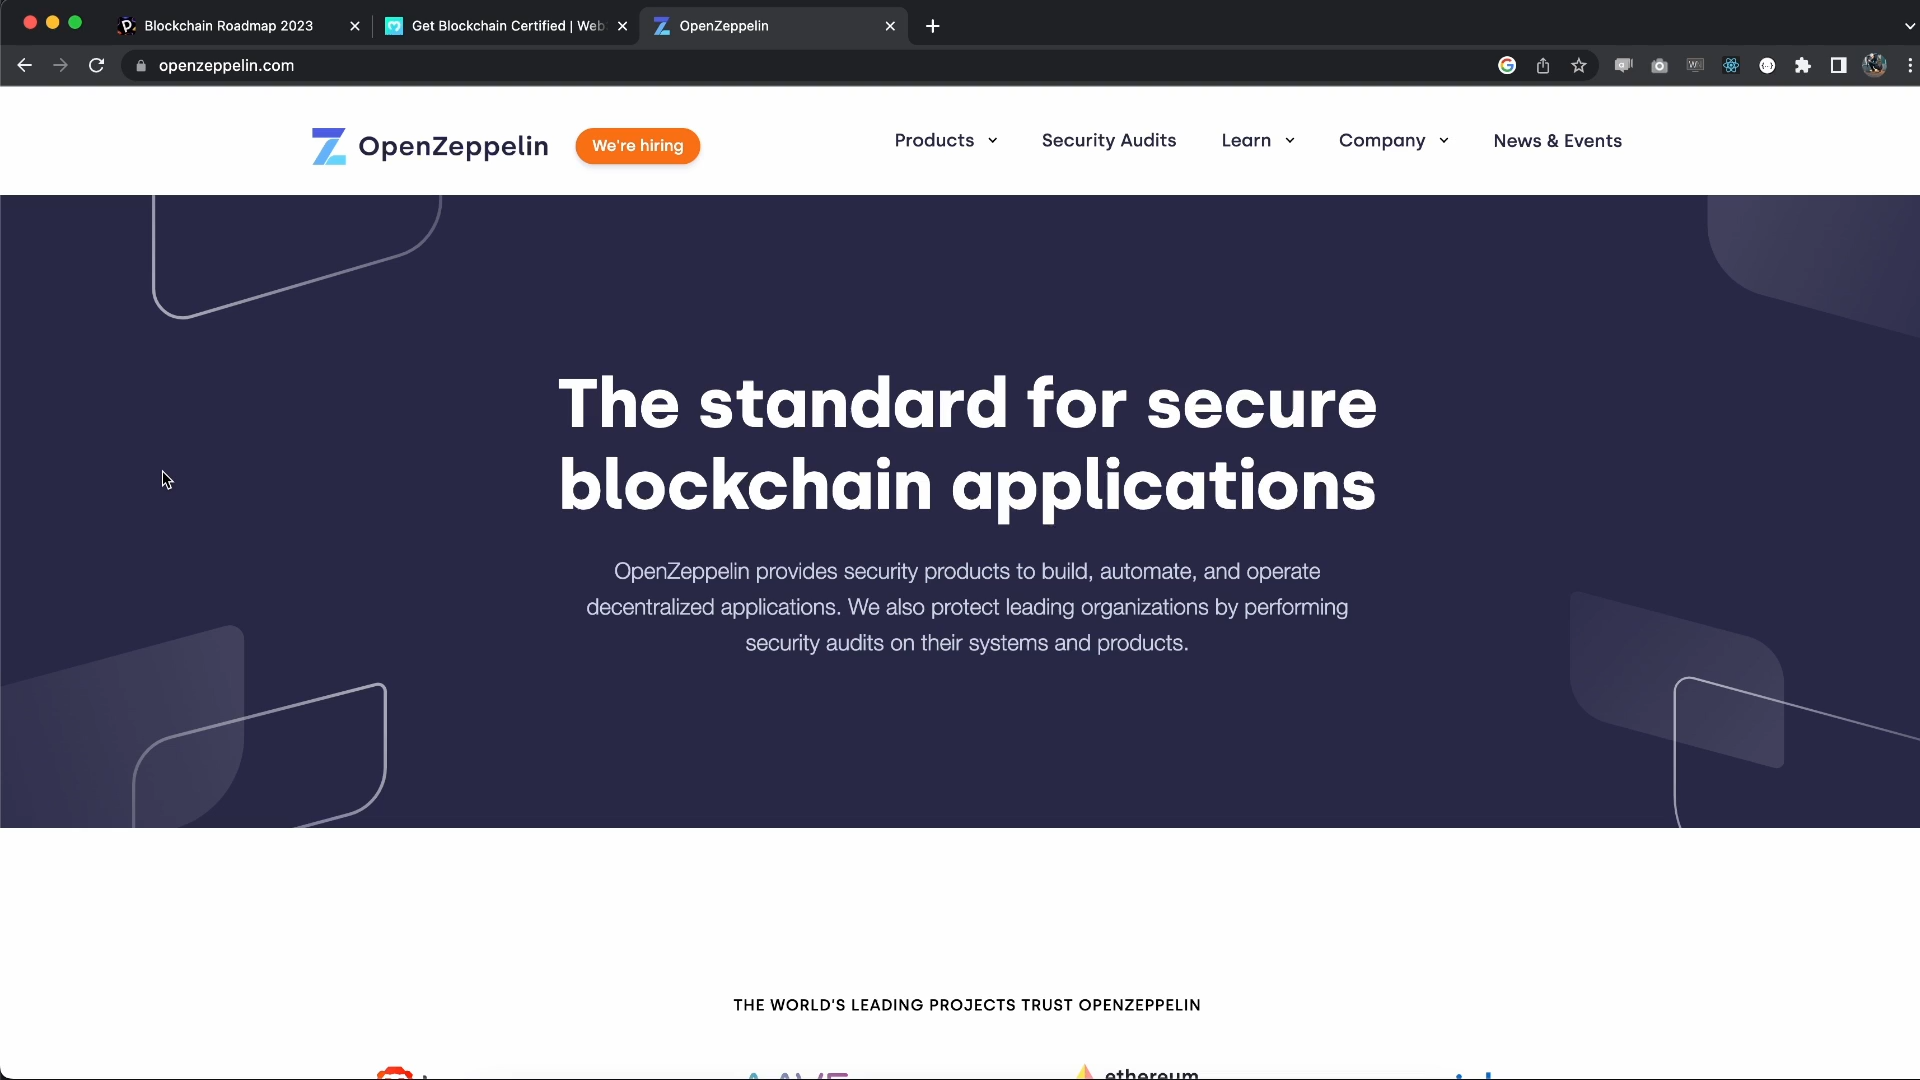 Blockchain Roadmap 2023
Get Blockchain Certified | Web
OpenZeppelin
openzeppelin.com
OpenZeppelin
We're hiring
Products
Security Audits
Learn
Company
News & Events
The standard for secure
blockchain applications
OpenZeppelin provides security products to build, automate, and operate
decentralized applications. We also protect leading organizations by performing
security audits on their systems and products.
THE WORLD'S LEADING PROJECTS TRUST OPENZEPPELIN
AAVE
ethereum